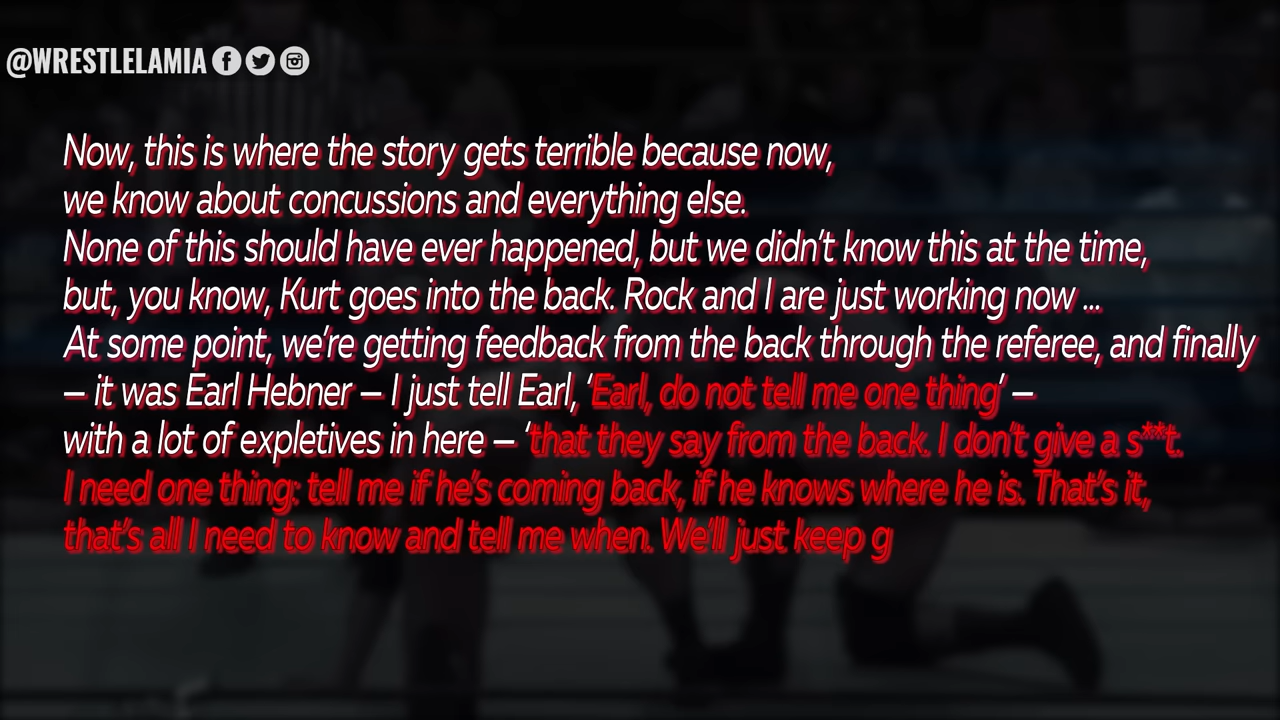 @WRESTLELAMIA
Now, this is where the story gets terrible because now,
we know about concussions and everything else.
None of this should have ever happened, but we didn't know this at the time,
but, you know, Kurt goes into the back. Rock and I are just working now ...
At some point, we're getting feedback from the back through the referee, and finally
– it was Earl Hebner – I just tell Earl, 'Earl, do not tell me one thing' –
with a lot of expletives in here – 'that they say from the back. I don't give a s**t.
I need one thing: tell me if he's coming back, if he knows where he is. That's it,
that's all I need to know and tell me when. We'll just keep g